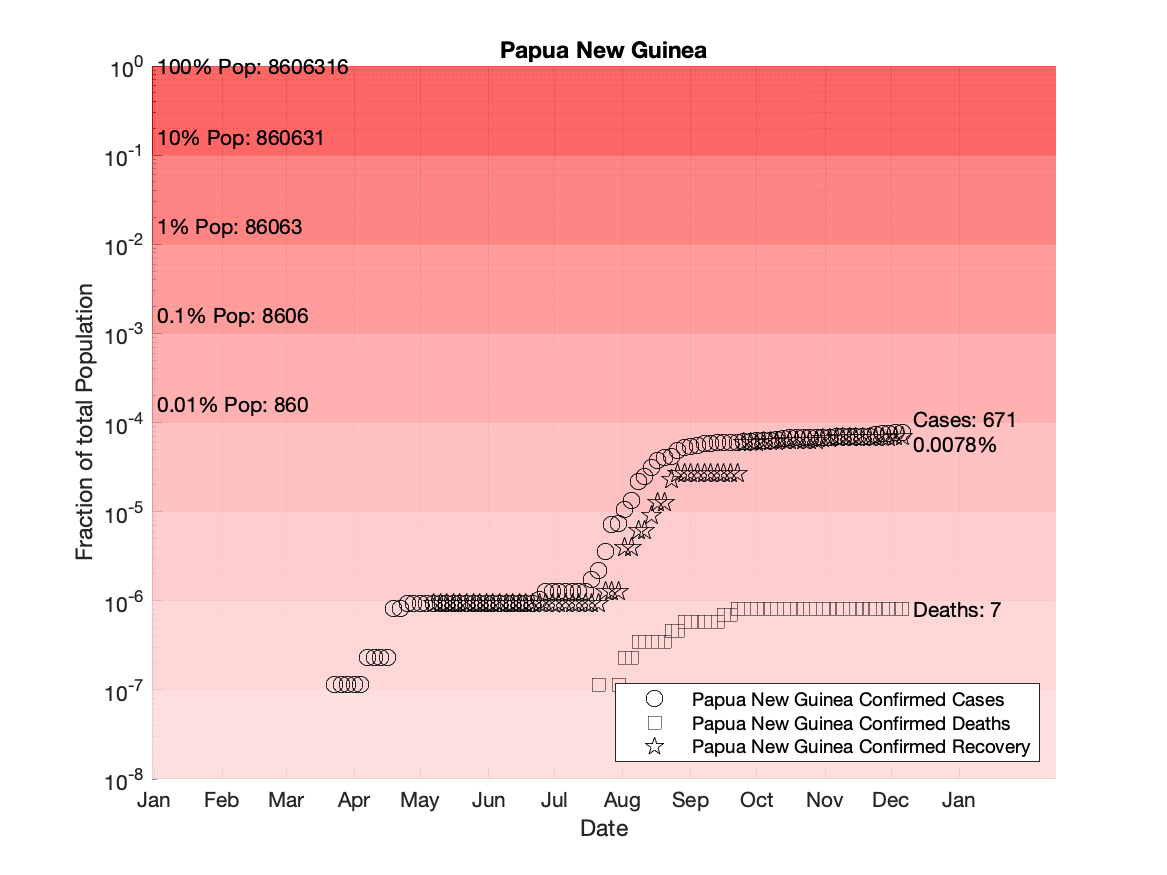 Papua New Guinea
10^0
100% Pop: 8606316
10% Pop: 860631
10^-1
1% Pop: 86063
10^-2
0.1% Pop: 8606
10^-3
0.01% Pop: 860
10^-4
Cases: 671
0.0078%
10^-5
10^-6
Deaths: 7
10^-7
10^-8
Fraction of total Population
Papua New Guinea Confirmed Cases
Papua New Guinea Confirmed Deaths
Papua New Guinea Confirmed Recovery
Jan Feb Mar Apr May Jun Jul Aug Sep Oct Nov Dec Jan
Date